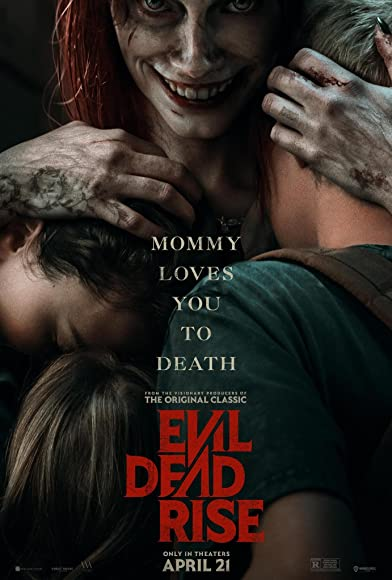 MOMMY
LOVES
YOU
TO
DEATH
FROM THE VISIONARY PRODUCERS OF
THE ORIGINAL CLASSIC
EVIL
DEAD
RISE
ONLY IN THEATERS
APRIL 21
R